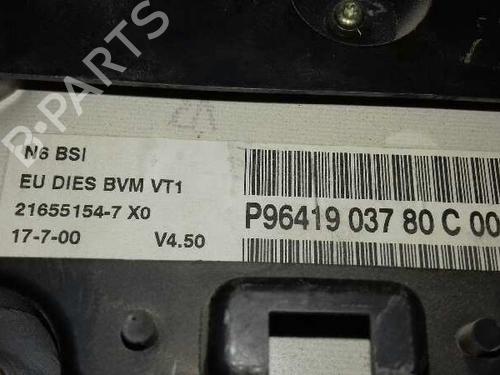 N6 BSI
EU DIES BVM VT1
21655154-7 X0
17-7-00 V4.50
P96419 037 80 C 00
B-PARTS